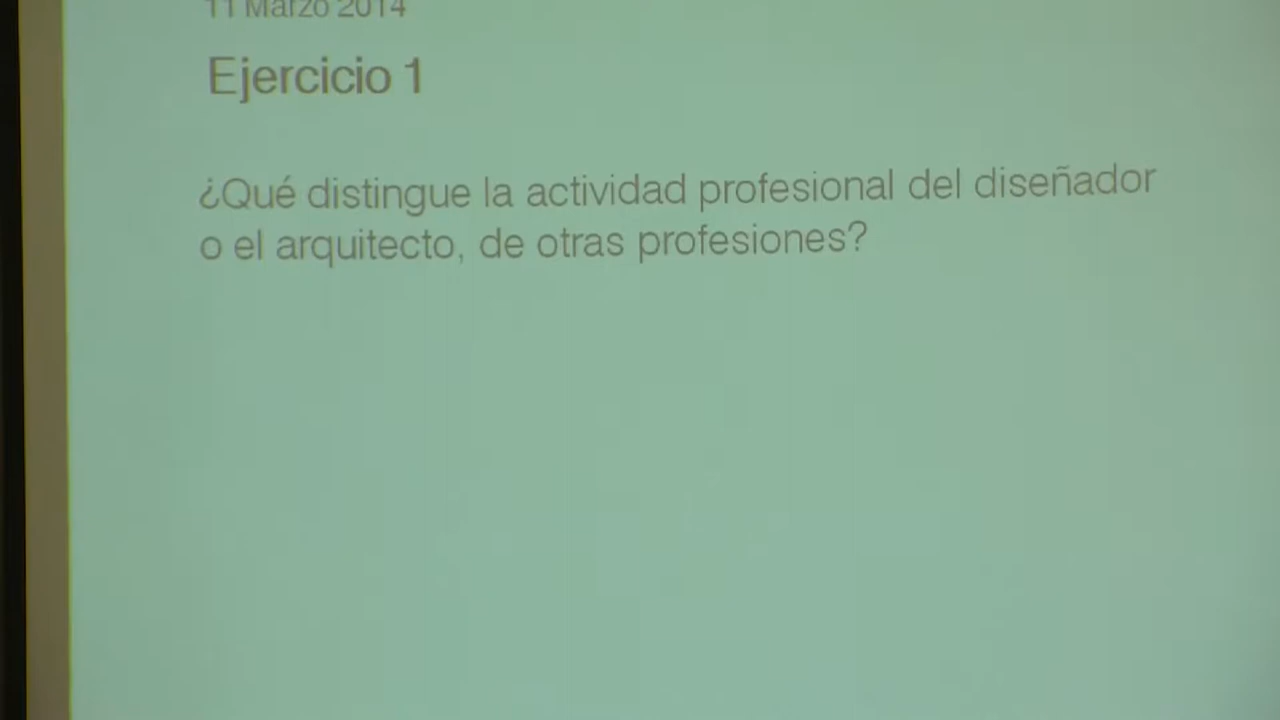 11 Marzo 2014
Ejercicio 1
¿Qué distingue la actividad profesional del diseñador
o el arquitecto, de otras profesiones?